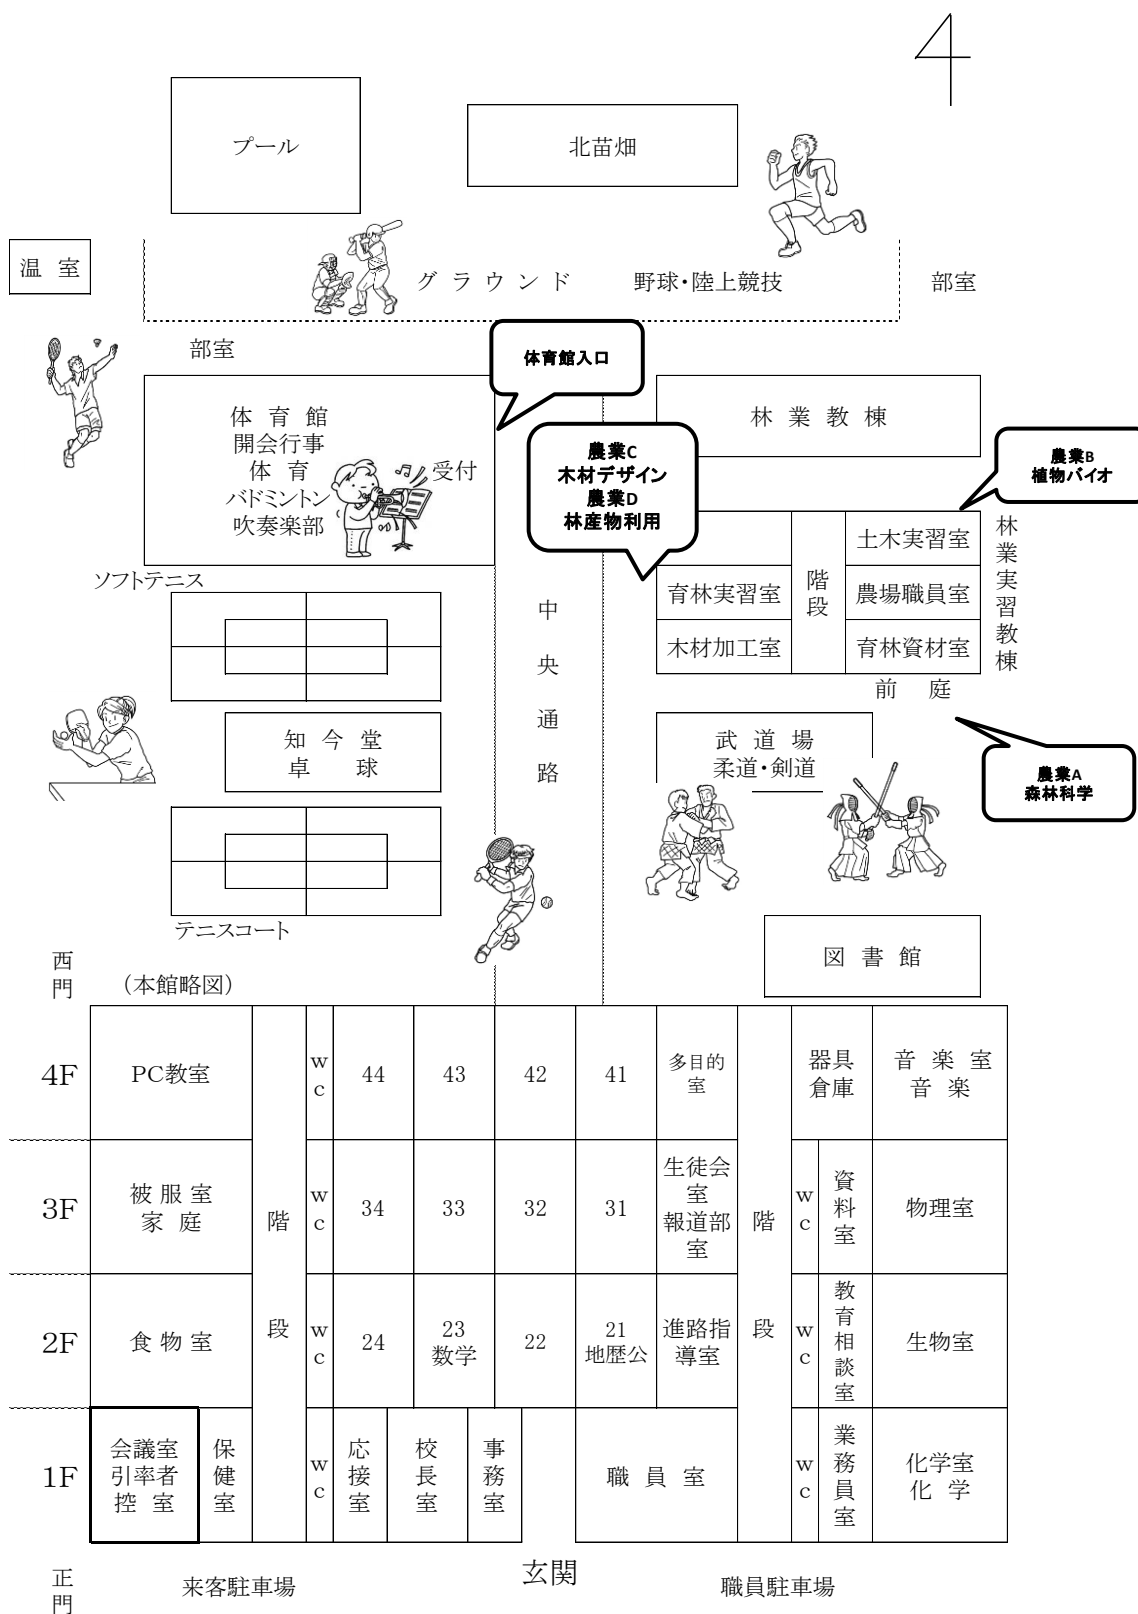 プール
北苗畑
温 室
グ ラ ウ ン ド 野球・陸上競技
部室
部室
体育館入口
体 育 館
開会行事
体 育
バドミントン
吹奏楽部
受付
林 業 教 棟
農業C
木材デザイン
農業D
林産物利用
農業B
植物バイオ
土木実習室
育林実習室
階段
農場職員室
木材加工室
育林資材室
林業実習教棟
前 庭
ソフトテニス
中央通路
知 今 堂
卓 球
武 道 場
柔道・剣道
農業A
森林科学
テニスコート
図 書 館
西門
(本館略図)
4F
PC教室
wc
44
43
42
41
多目的
室
器具
倉庫
音 楽 室
音 楽
3F
被 服 室
家 庭
階段
wc
34
33
32
31
生徒会
室
報道部
室
階段
wc
資料室
物理室
2F
食 物 室
wc
24
23
数学
22
21
地歴公
進路指
導室
wc
教育相談室
生物室
1F
会議室
引率者
控 室
保健室
wc
応接室
校長室
事務室
職 員 室
wc
業務員室
化学室
化 学
正門
来客駐車場
玄関
職員駐車場